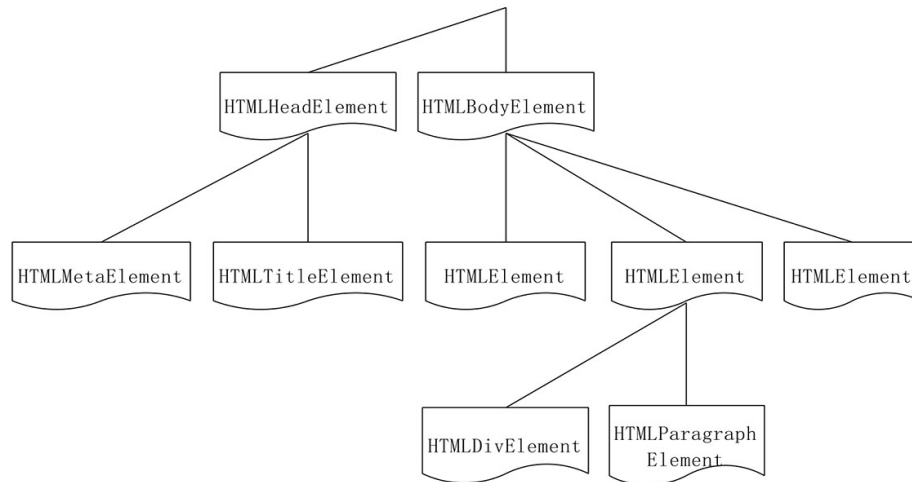 HTMLHeadElement
HTMLBodyElement
HTMLMetaElement
HTMLTitleElement
HTMLElement
HTMLElement
HTMLElement
HTMLDivElement
HTMLParagraph
Element